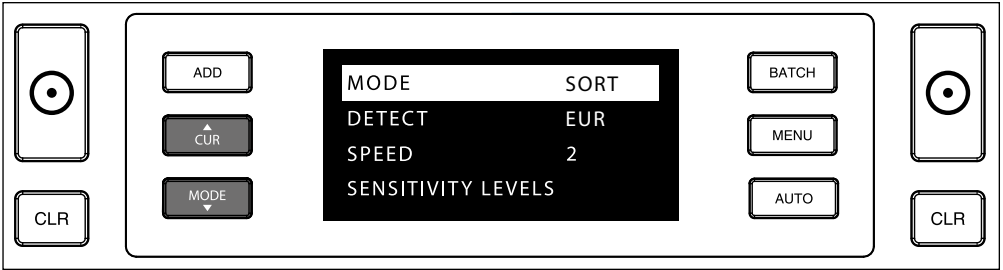 ADD
CUR
MODE
CLR
MODE SORT
DETECT EUR
SPEED 2
SENSITIVITY LEVELS
BATCH
MENU
AUTO
CLR